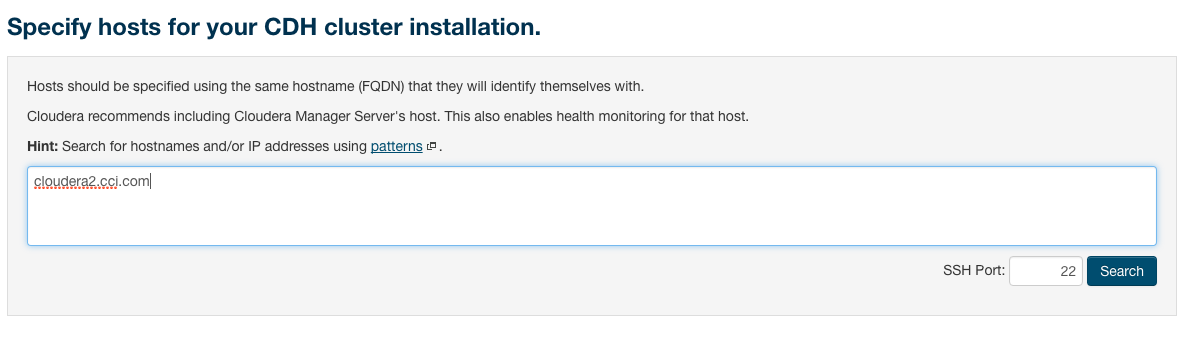 Specify hosts for your CDH cluster installation.
Hosts should be specified using the same hostname (FQDN) that they will identify themselves with.
Cloudera recommends including Cloudera Manager Server's host. This also enables health monitoring for that host.
Hint: Search for hostnames and/or IP addresses using patterns .
cloudera2.cci.com
SSH Port: 22 Search